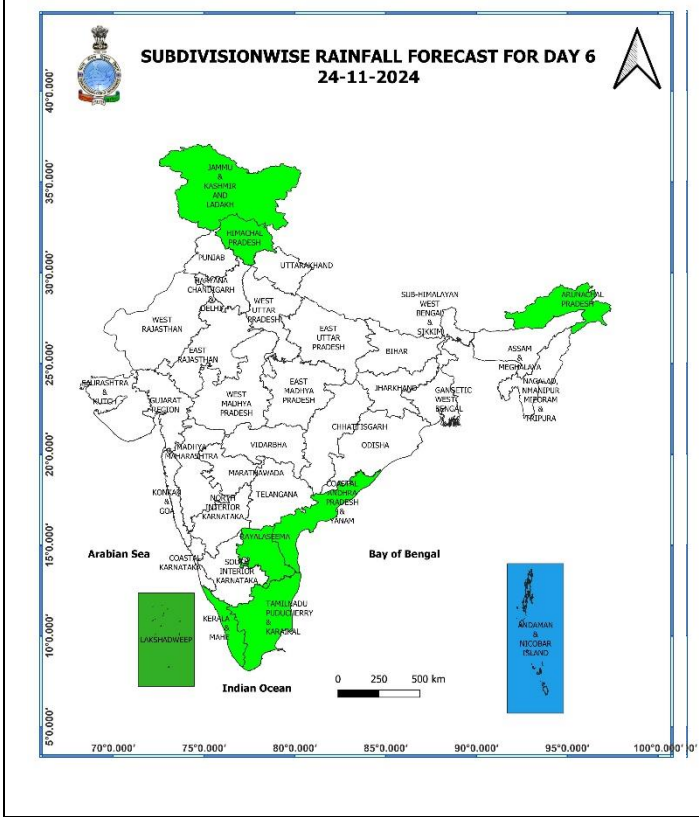 SUBDIVISIONWISE RAINFALL FORECAST FOR DAY 6
24-11-2024
40°0.000'
35°0.000'
30°0.000'
25°0.000'
20°0.000'
15°0.000'
10°0.000'
5°0.000'
JAMMU
&
KASHMIR
AND
LADAKH
HIMACHAL
PRADESH
PUNJAB
UTTARAKHAND
HARYANA
CHANDIGARH
&
DELHI
WEST
UTTAR
PRADESH
WEST
RAJASTHAN
EAST
RAJASTHAN
EAST
UTTAR
PRADESH
SUB-HIMALAYAN
WEST
BENGAL
&
SIKKIM
ARUNACHAL
PRADESH
BIHAR
ASSAM
&
MEGHALAYA
NAGALAD,
NMANIPUR
MEEORAM
&
TRIPURA
SAURASHTRA
&
KUTCH
GUJARAT
REGION
WEST
MADHYA
PRADESH
EAST
MADHYA
PRADESH
JHARKHAND
GANGETIC
WEST
BENGAL
CHHATTISGARH
ODISHA
MADHYA
MAHARASHTRA
VIDARBHA
MARATHAWADA
KONKAN
&
GOA
NORTH
INTERIOR
KARNATAKA
TELANGANA
COASTAL
ANDHRA
PRADESH
&
YANAM
RAYALASEEMA
Arabian Sea
Bay of Bengal
COASTAL
KARNATAKA
SOUTH
INTERIOR
KARNATAKA
TAMILNADU
PUDUCHERRY
&
KARAIKAL
KERALA
&
MAHE
LAKSHADWEEP
ANDAMAN
&
NICOBAR
ISLAND
Indian Ocean
0 250 500 km
70°0.000' 75°0.000' 80°0.000' 85°0.000' 90°0.000' 95°0.000' 100°0.000'